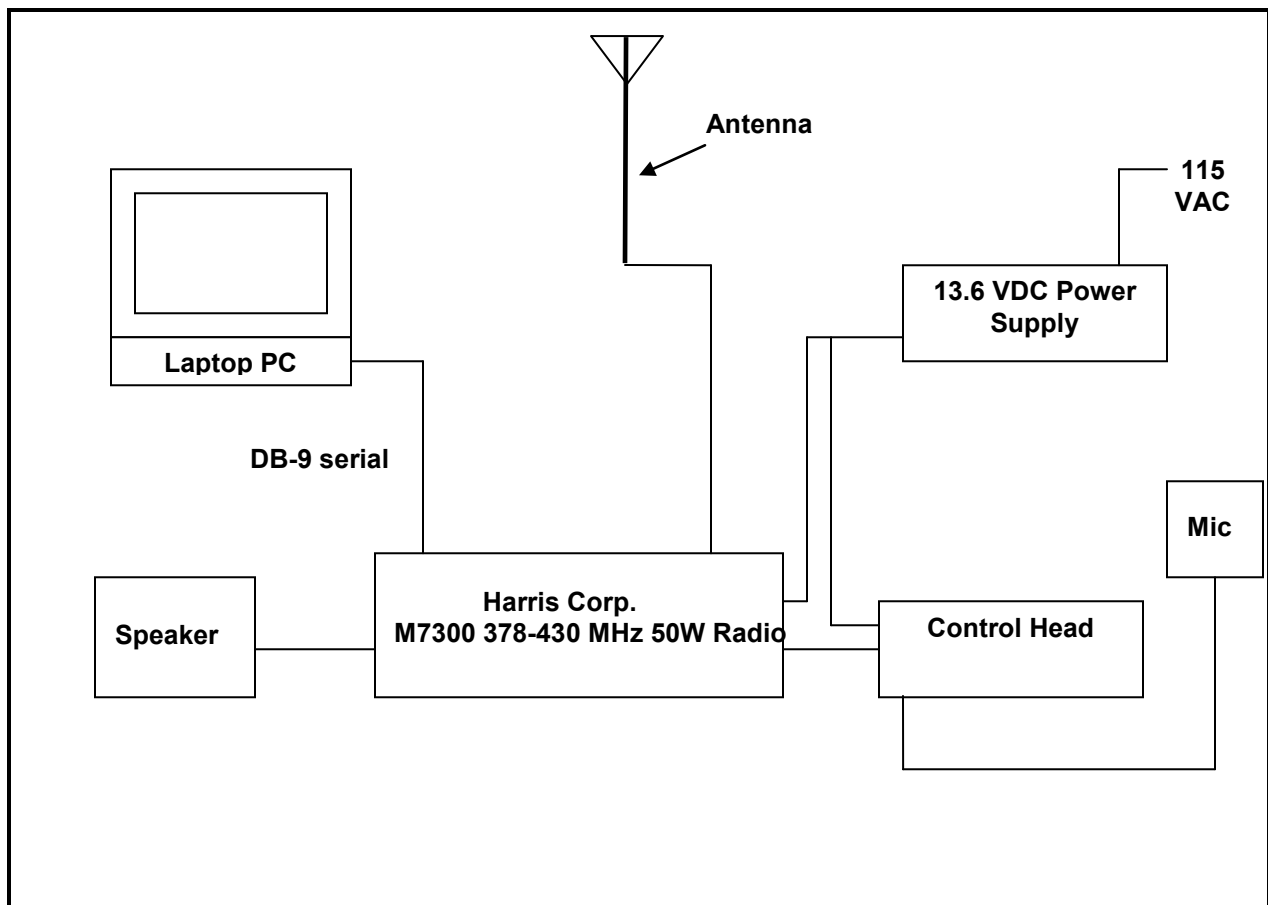 Antenna
115
VAC
13.6 VDC Power
Supply
Laptop PC
DB-9 serial
Mic
Harris Corp.
M7300 378-430 MHz 50W Radio
Speaker
Control Head